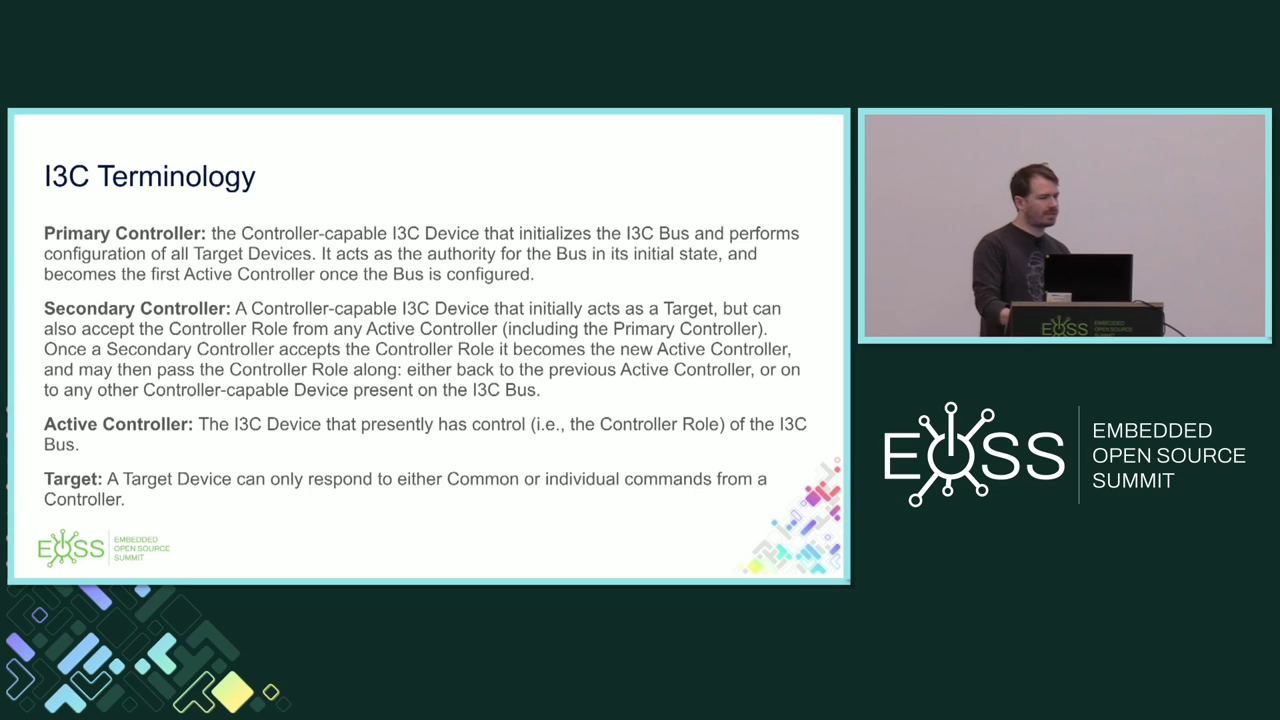 I3C Terminology
Primary Controller: the Controller-capable I3C Device that initializes the I3C Bus and performs
configuration of all Target Devices. It acts as the authority for the Bus in its initial state, and
becomes the first Active Controller once the Bus is configured.
Secondary Controller: A Controller-capable I3C Device that initially acts as a Target, but can
also accept the Controller Role from any Active Controller (including the Primary Controller).
Once a Secondary Controller accepts the Controller Role it becomes the new Active Controller,
and may then pass the Controller Role along: either back to the previous Active Controller, or on
to any other Controller-capable Device present on the I3C Bus.
Active Controller: The I3C Device that presently has control (i.e., the Controller Role) of the I3C
Bus.
Target: A Target Device can only respond to either Common or individual commands from a
Controller.
EOSS
EMBEDDED
OPEN SOURCE
SUMMIT
EOSS
EMBEDDED
OPEN SOURCE
SUMMIT
EOSS
EMBEDDED
OPEN SOURCE
SUMMIT